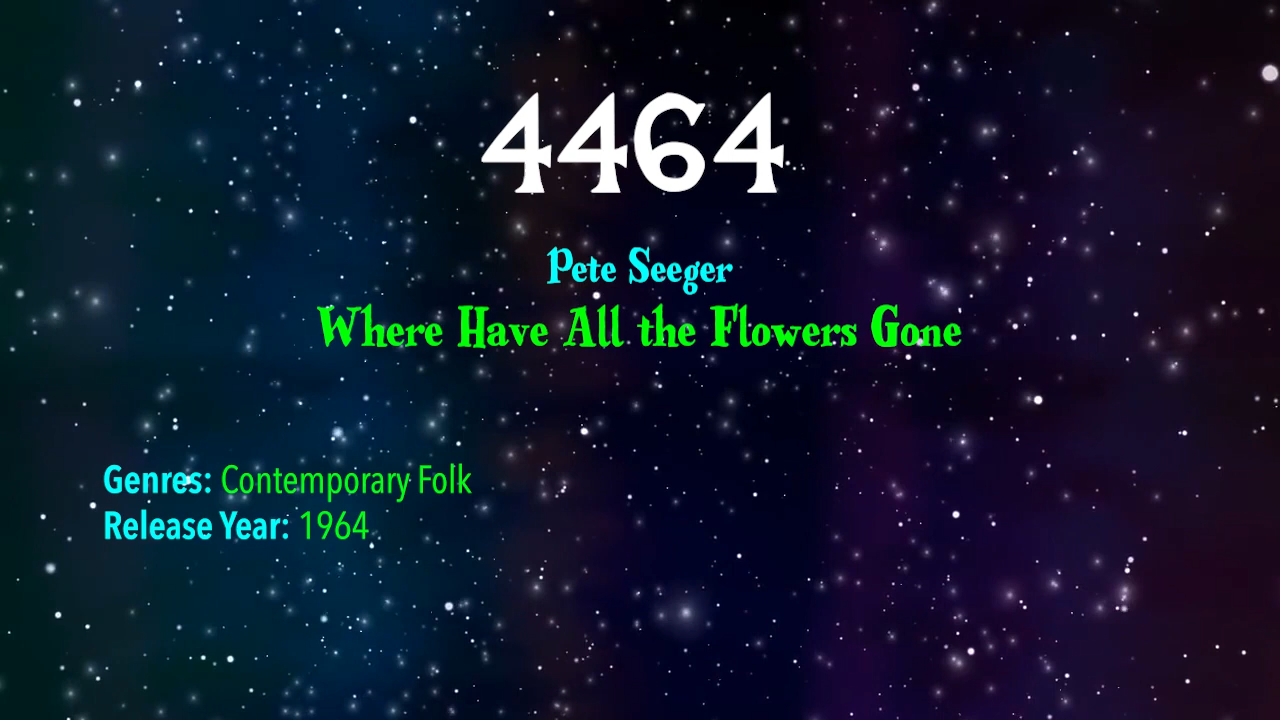 4464
Pete Seeger
Where Have All the Flowers Gone
Genres: Contemporary Folk
Release Year: 1964